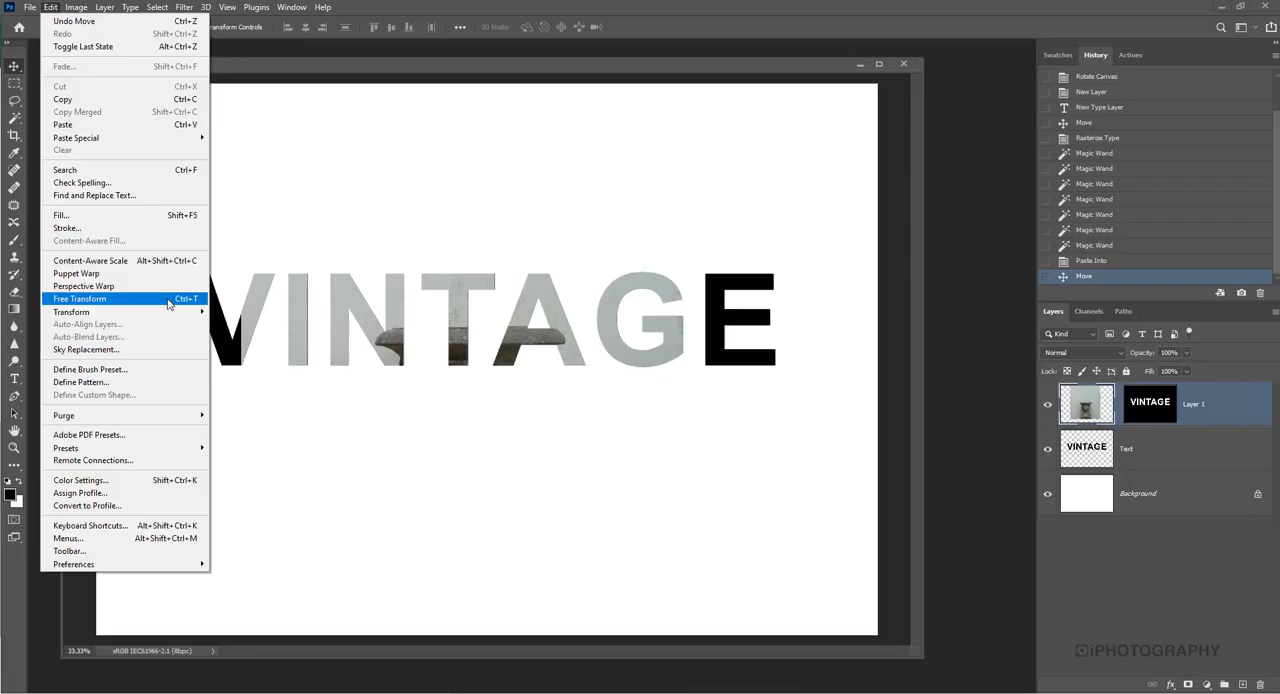 Ps File Edit Image Layer Type Select Filter 3D View Plugins Window Help
Transform Controls ••• 3D Mode:
Undo Move Ctrl+Z
Redo Shift+Ctrl+Z
Toggle Last State Alt+Ctrl+Z
Fade... Shift+Ctrl+F
Cut Ctrl+X
Copy Ctrl+C
Copy Merged Shift+Ctrl+C
Paste Ctrl+V
Paste Special
Clear
Search Ctrl+F
Check Spelling...
Find and Replace Text...
Fill... Shift+F5
Stroke...
Content-Aware Fill...
Content-Aware Scale Alt+Shift+Ctrl+C
Puppet Warp
Perspective Warp
Free Transform Ctrl+T
Transform
Auto-Align Layers...
Auto-Blend Layers...
Sky Replacement...
Define Brush Preset...
Define Pattern...
Define Custom Shape...
Purge
Adobe PDF Presets...
Presets
Remote Connections...
Color Settings... Shift+Ctrl+K
Assign Profile...
Convert to Profile...
Keyboard Shortcuts... Alt+Shift+Ctrl+K
Menus... Alt+Shift+Ctrl+M
Toolbar...
Preferences
VINTAGE
33.33% sRGB IEC61966-2.1 (8bpc)
Swatches History Actions
Rotate Canvas
New Layer
New Type Layer
Move
Rasterize Type
Magic Wand
Magic Wand
Magic Wand
Magic Wand
Magic Wand
Magic Wand
Magic Wand
Paste Into
Move
Layers Channels Paths
Kind
Normal Opacity: 100%
Lock: Fill: 100%
VINTAGE Layer 1
VINTAGE Text
Background
iPHOTOGRAPHY
fx